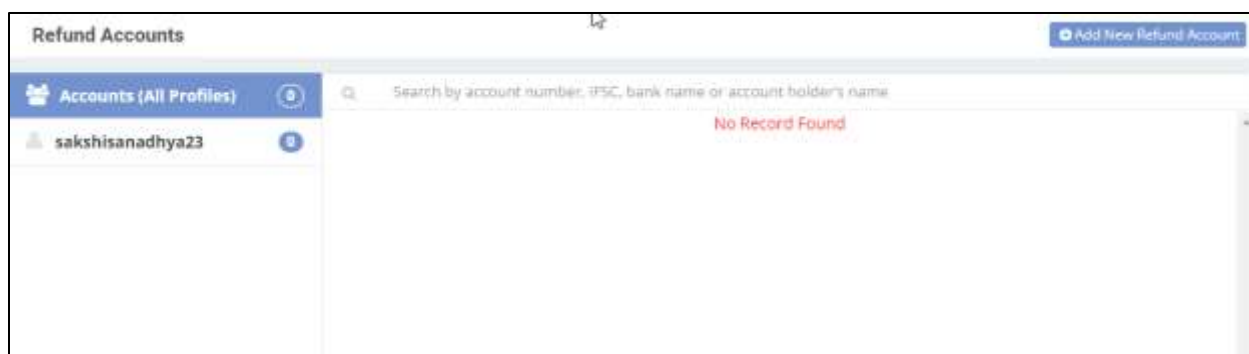 Refund Accounts
Add New Refund Account
Accounts (All Profiles) 0
Search by account number, IFSC, bank name or account holder's name
No Record Found
sakshisanadhya23 0